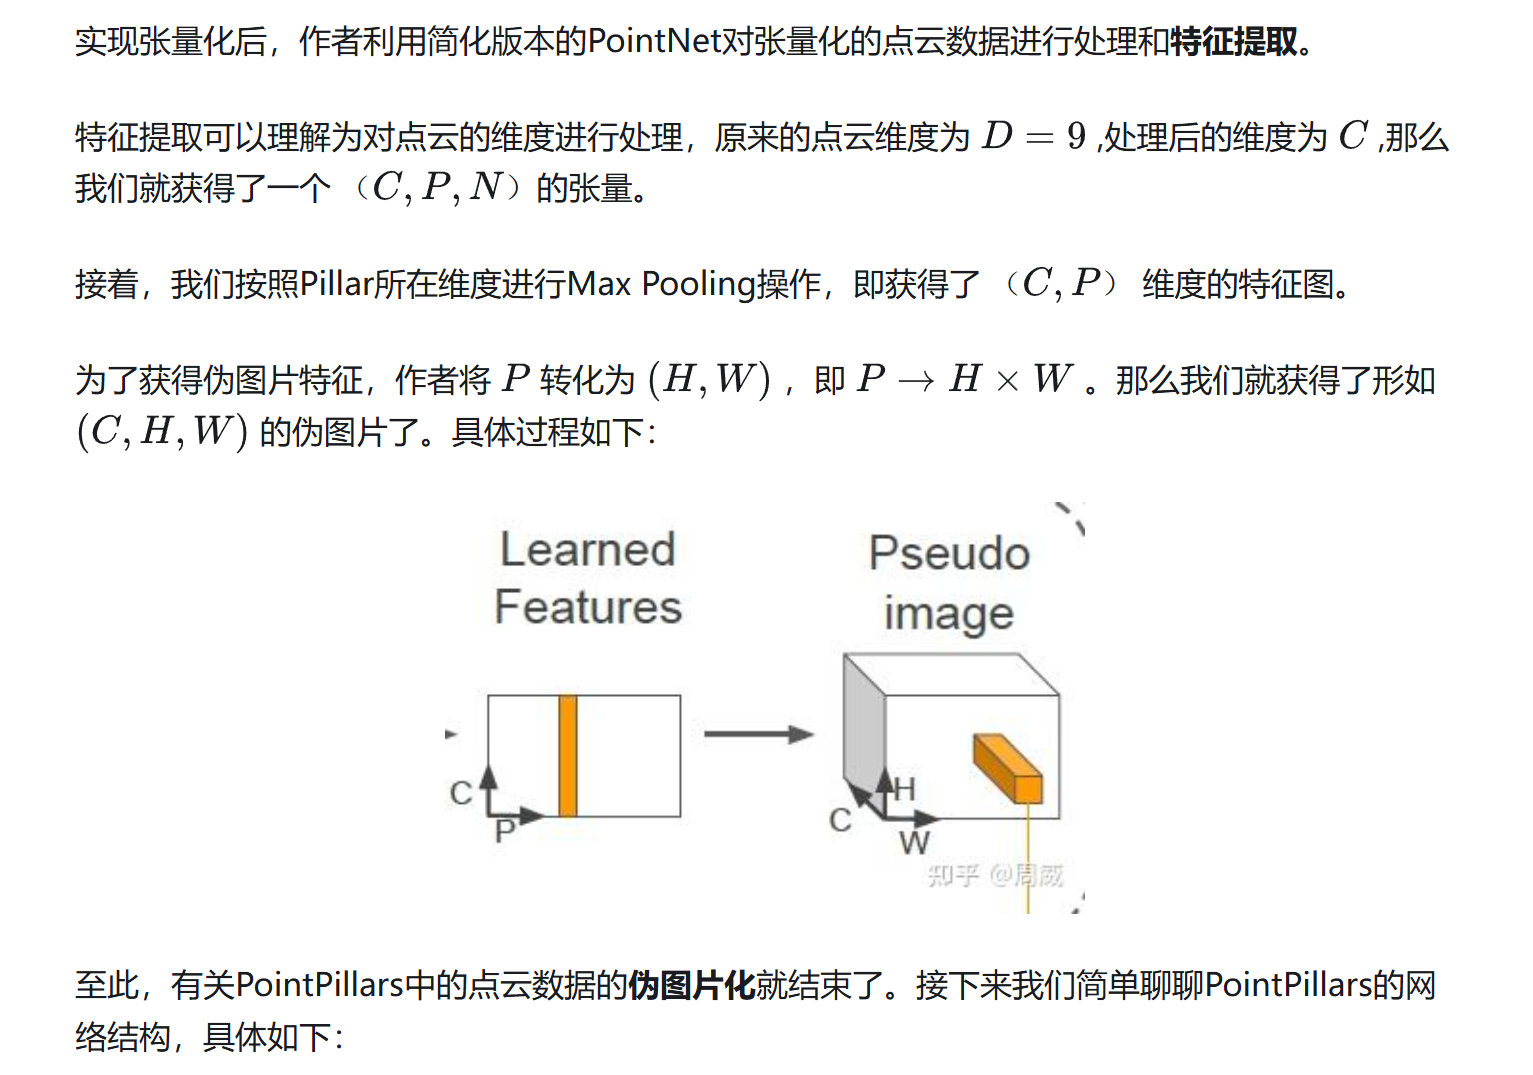 实现张量化后，作者利用简化版本的PointNet对张量化的点云数据进行处理和特征提取。
特征提取可以理解为对点云的维度进行处理，原来的点云维度为 D = 9 ,处理后的维度为 C ,那么
我们就获得了一个 （C, P, N）的张量。
接着，我们按照Pillar所在维度进行Max Pooling操作，即获得了 （C, P） 维度的特征图。
为了获得伪图片特征，作者将 P 转化为 (H, W) ，即 P → H × W 。那么我们就获得了形如
(C, H, W) 的伪图片了。具体过程如下：
Learned
Features
Pseudo
image
C
P
H
C
W
知乎 @周威
至此，有关PointPillars中的点云数据的伪图片化就结束了。接下来我们简单聊聊PointPillars的网
络结构，具体如下：